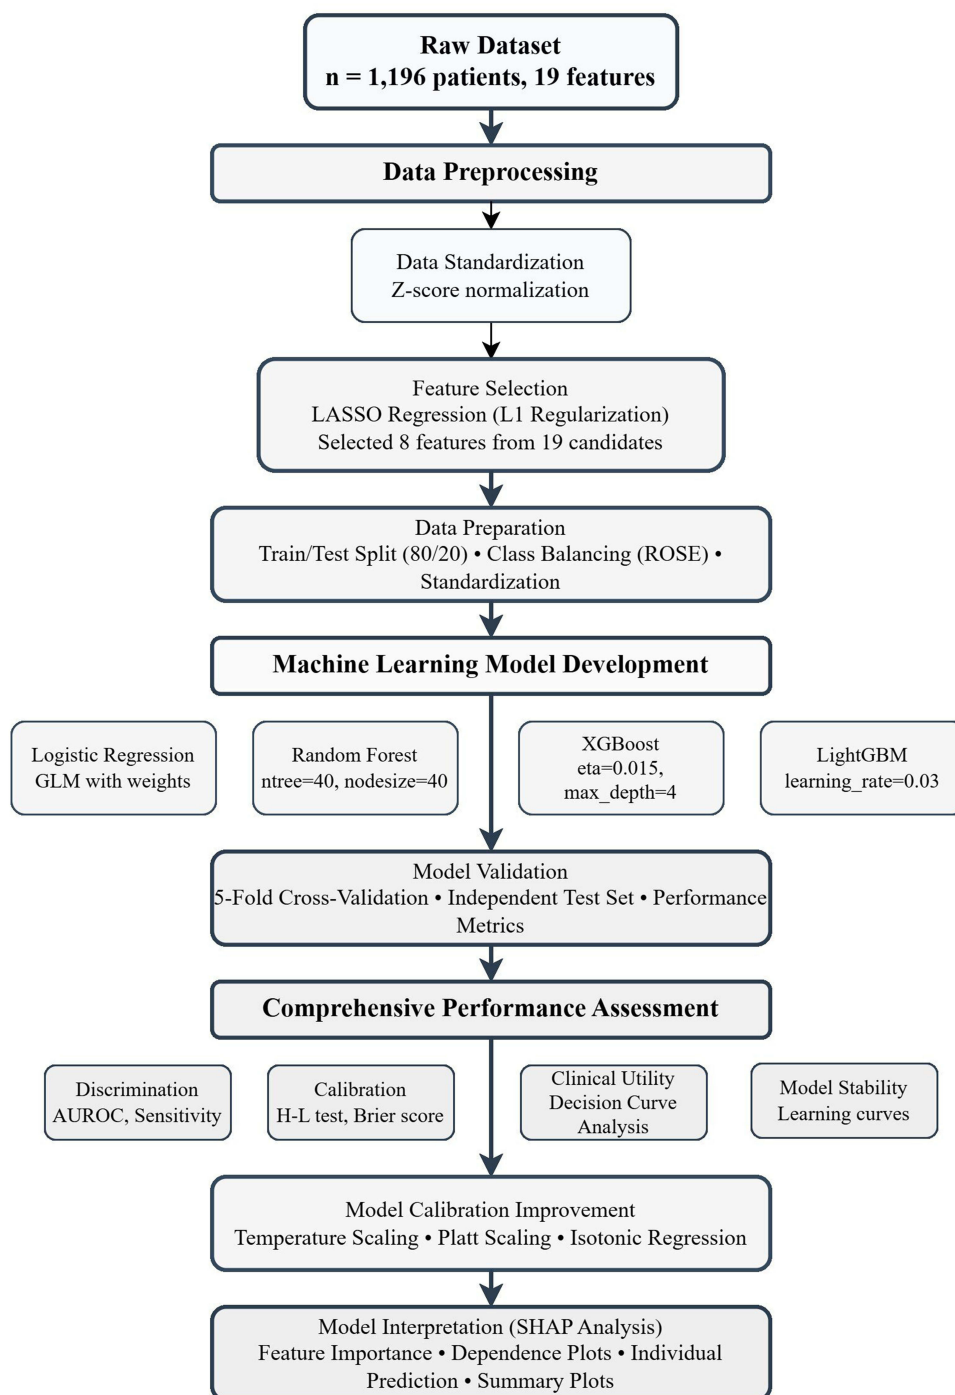 Raw Dataset
n = 1,196 patients, 19 features
Data Preprocessing
Data Standardization
Z-score normalization
Feature Selection
LASSO Regression (L1 Regularization)
Selected 8 features from 19 candidates
Data Preparation
Train/Test Split (80/20) • Class Balancing (ROSE) •
Standardization
Machine Learning Model Development
Logistic Regression
GLM with weights
Random Forest
ntree=40, nodesize=40
XGBoost
eta=0.015,
max_depth=4
LightGBM
learning_rate=0.03
Model Validation
5-Fold Cross-Validation • Independent Test Set • Performance
Metrics
Comprehensive Performance Assessment
Discrimination
AUROC, Sensitivity
Calibration
H-L test, Brier score
Clinical Utility
Decision Curve
Analysis
Model Stability
Learning curves
Model Calibration Improvement
Temperature Scaling • Platt Scaling • Isotonic Regression
Model Interpretation (SHAP Analysis)
Feature Importance • Dependence Plots • Individual
Prediction • Summary Plots